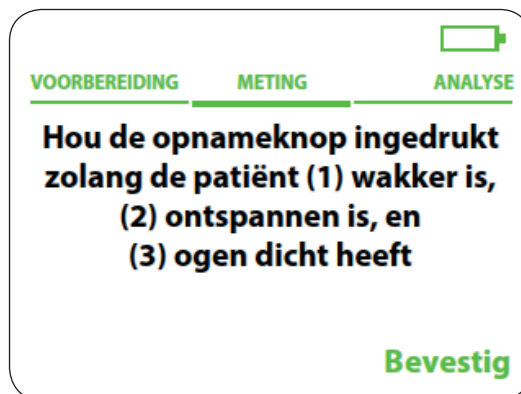 VOORBEREIDING METING ANALYSE
Hou de opnameknop ingedrukt
zolang de patiënt (1) wakker is,
(2) ontspannen is, en
(3) ogen dicht heeft
Bevestig